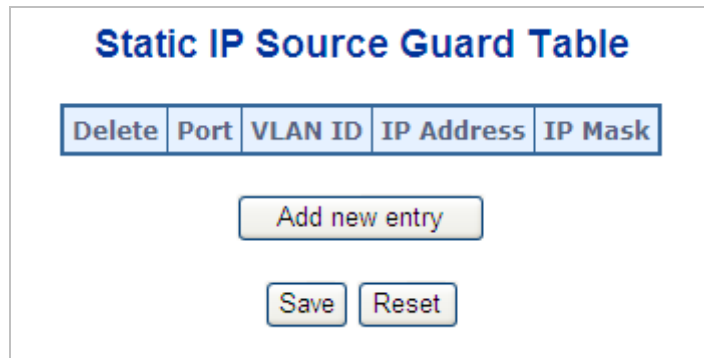 Static IP Source Guard Table
Delete Port VLAN ID IP Address IP Mask
Add new entry
Save Reset